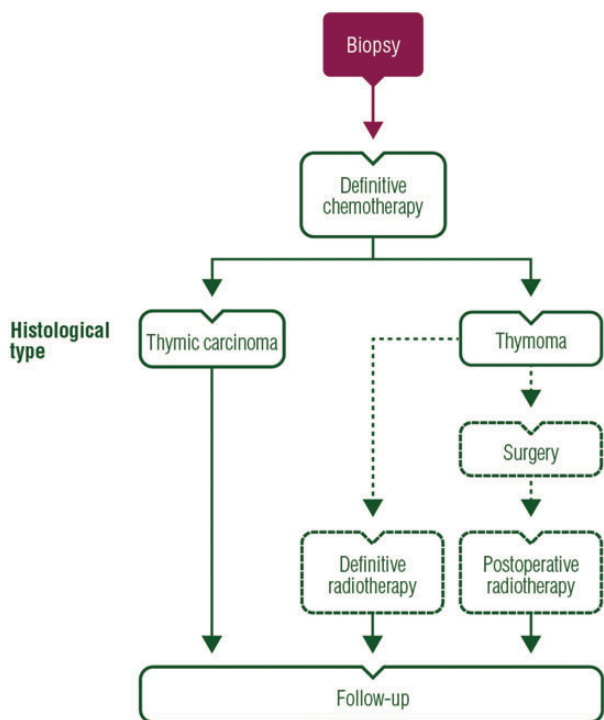 Biopsy
Definitive
chemotherapy
Histological
type
Thymic carcinoma
Thymoma
Surgery
Definitive
radiotherapy
Postoperative
radiotherapy
Follow-up